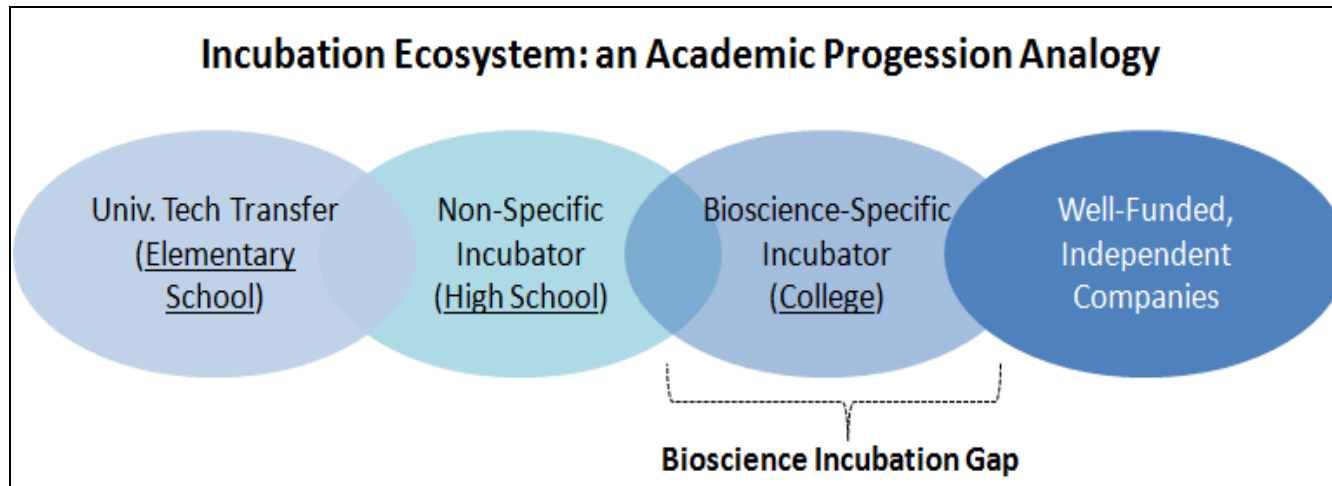 Incubation Ecosystem: an Academic Progession Analogy
Univ. Tech Transfer
(Elementary
School)
Non-Specific
Incubator
(High School)
Bioscience-Specific
Incubator
(College)
Well-Funded,
Independent
Companies
Bioscience Incubation Gap